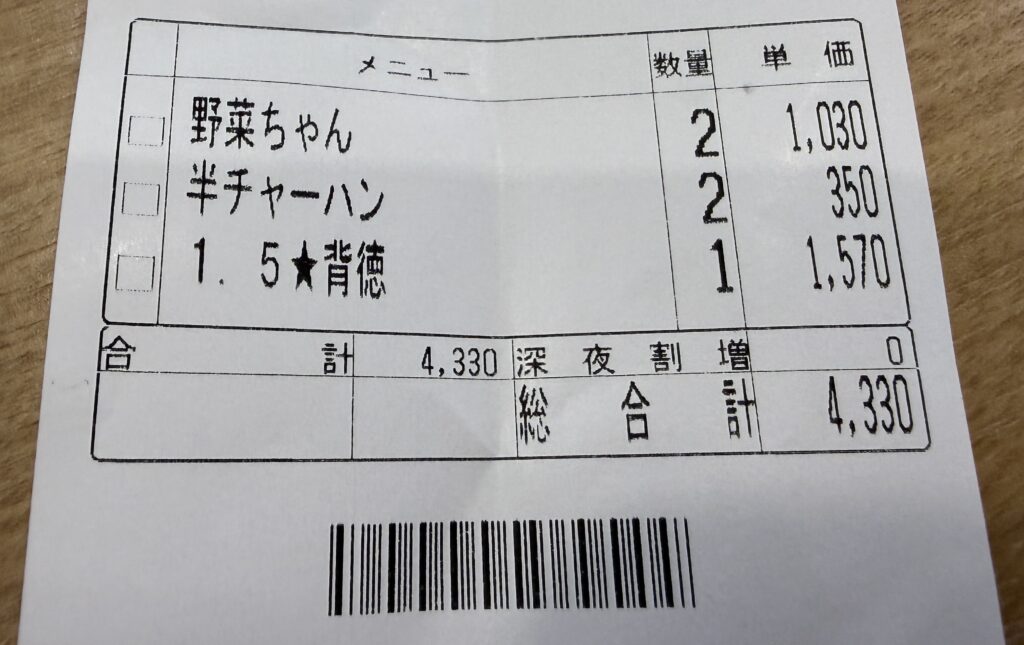 メニュー 数量 単価
野菜ちゃん 2 1,030
半チャーハン 2 350
1.5★背徳 1 1,570
合計 4,330 深夜割増 0
総合計 4,330